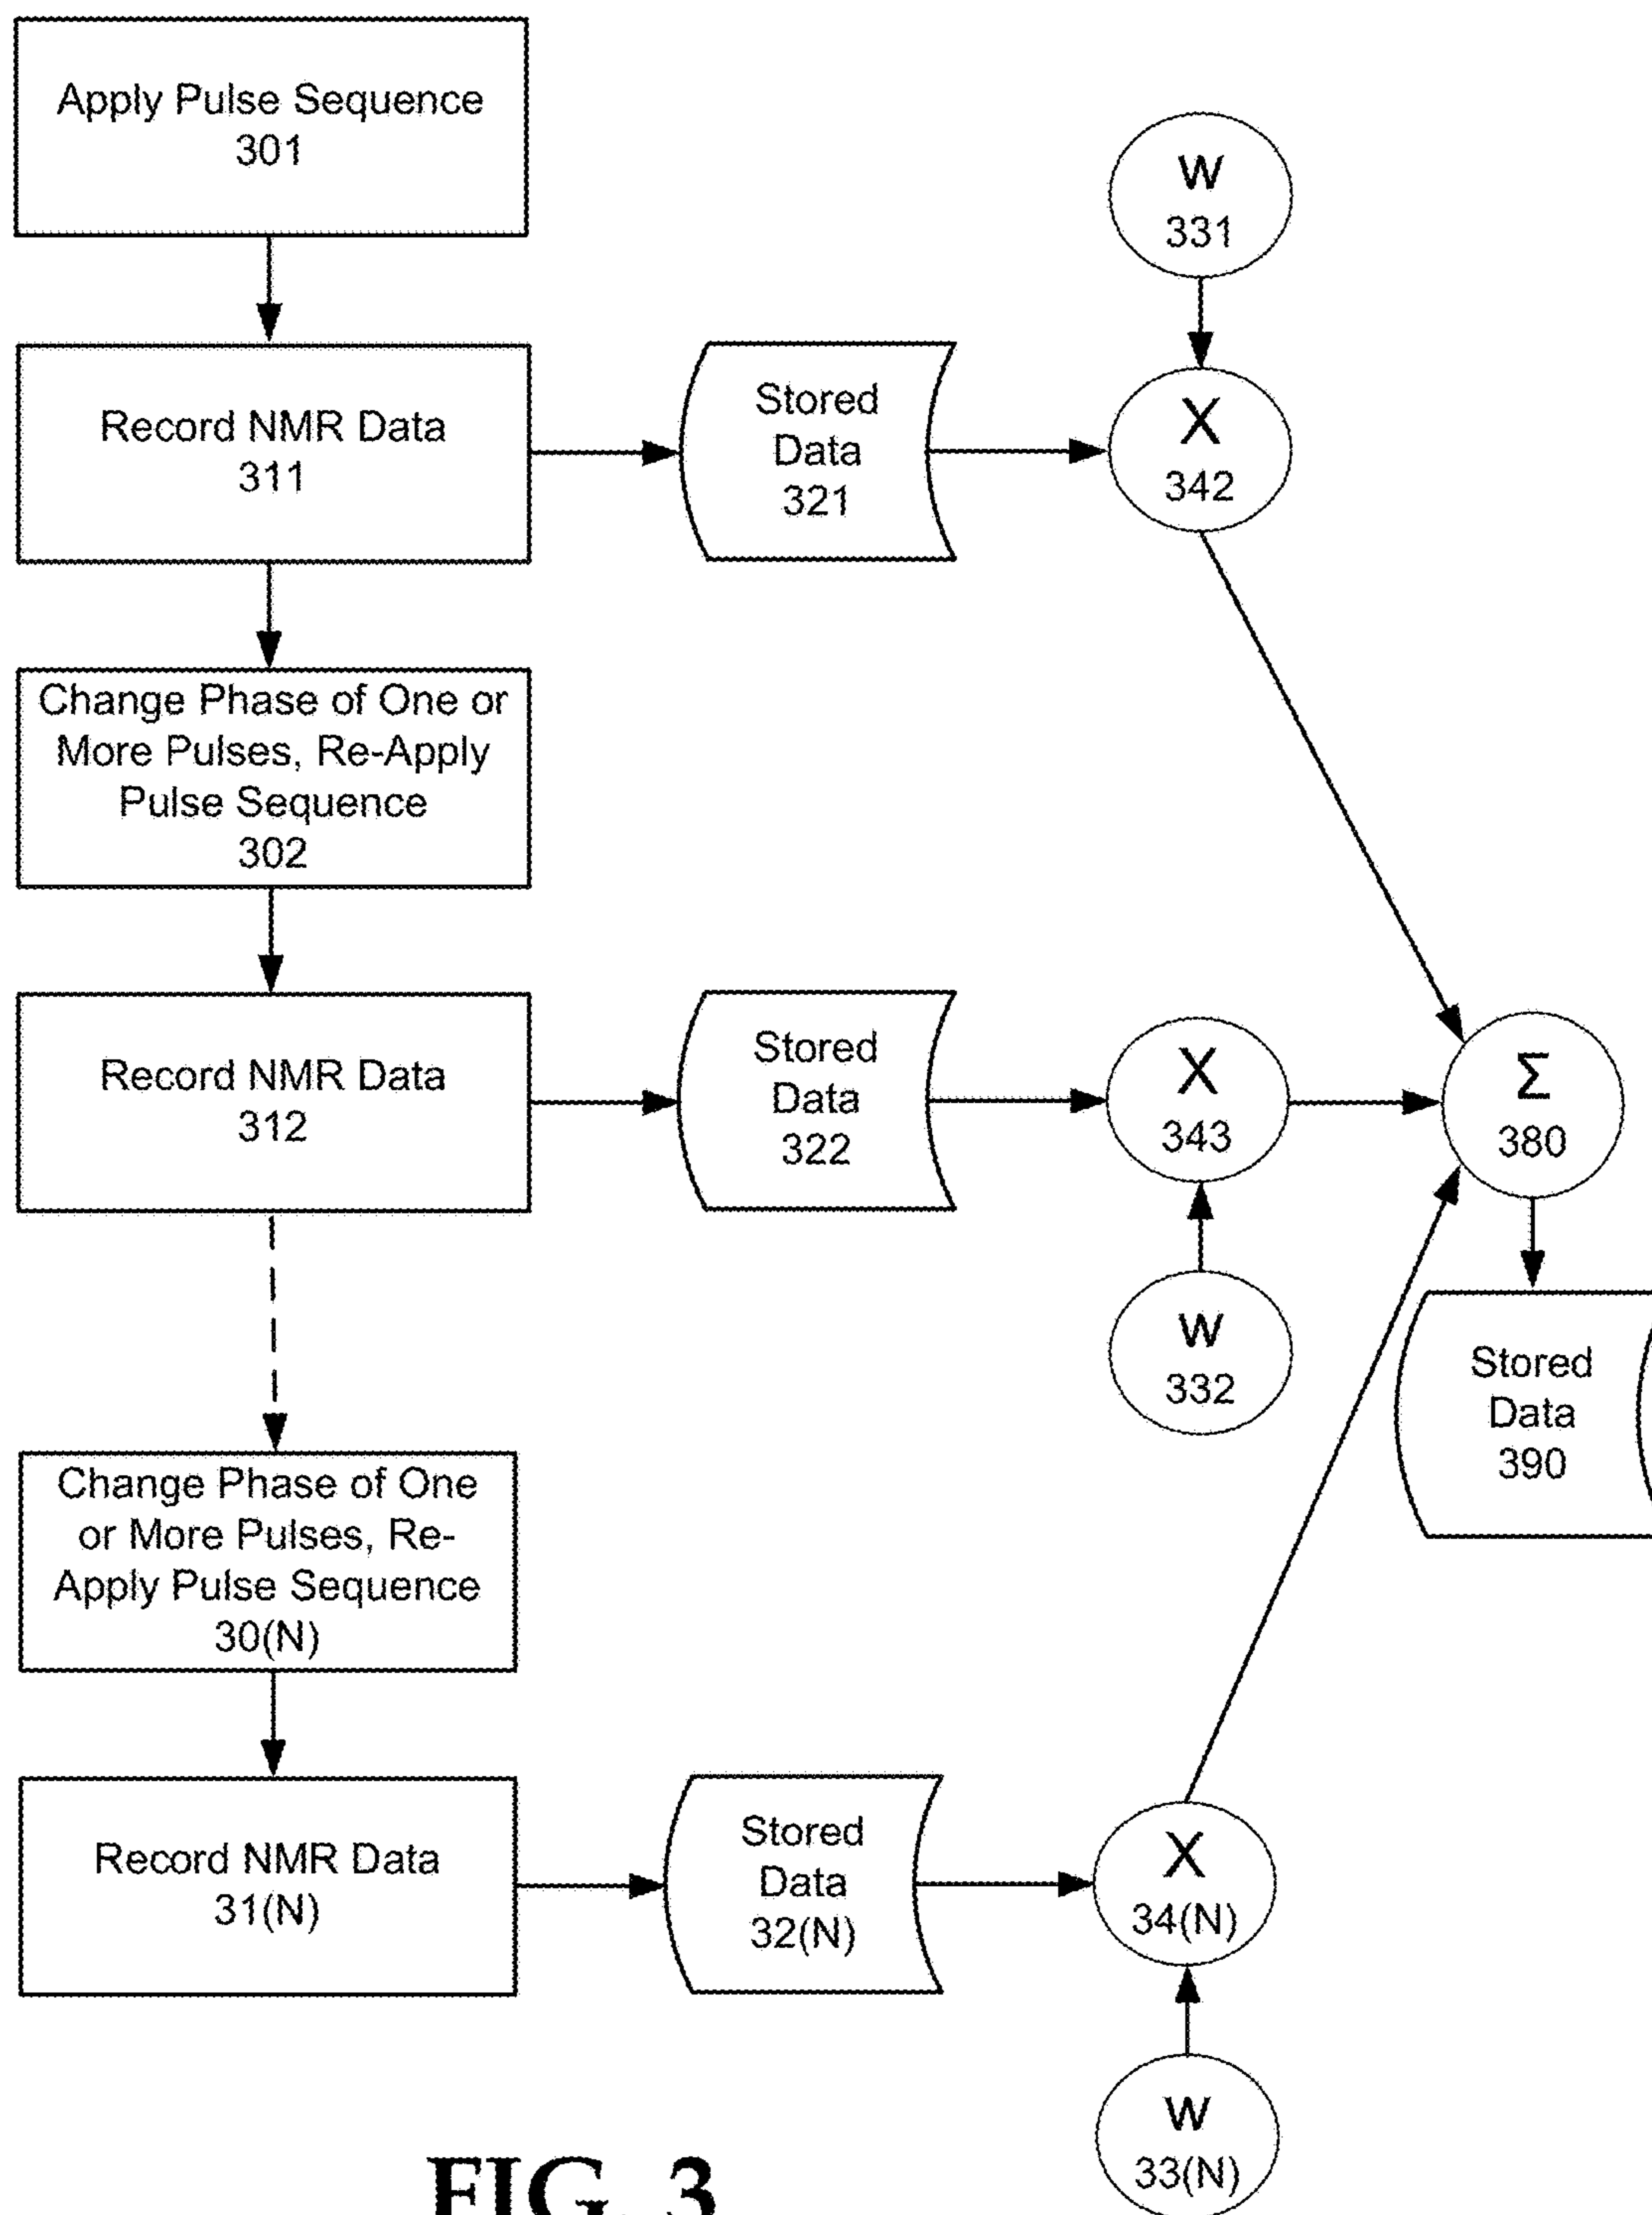 Apply Pulse Sequence
301
W
331
Record NMR Data
311
Stored
Data
321
X
342
Change Phase of One or
More Pulses, Re-Apply
Pulse Sequence
302
Record NMR Data
312
Stored
Data
322
X
343
Σ
380
W
332
Stored
Data
390
Change Phase of One
or More Pulses, Re-
Apply Pulse Sequence
30(N)
Record NMR Data
31(N)
Stored
Data
32(N)
X
34(N)
W
33(N)
FIG. 3